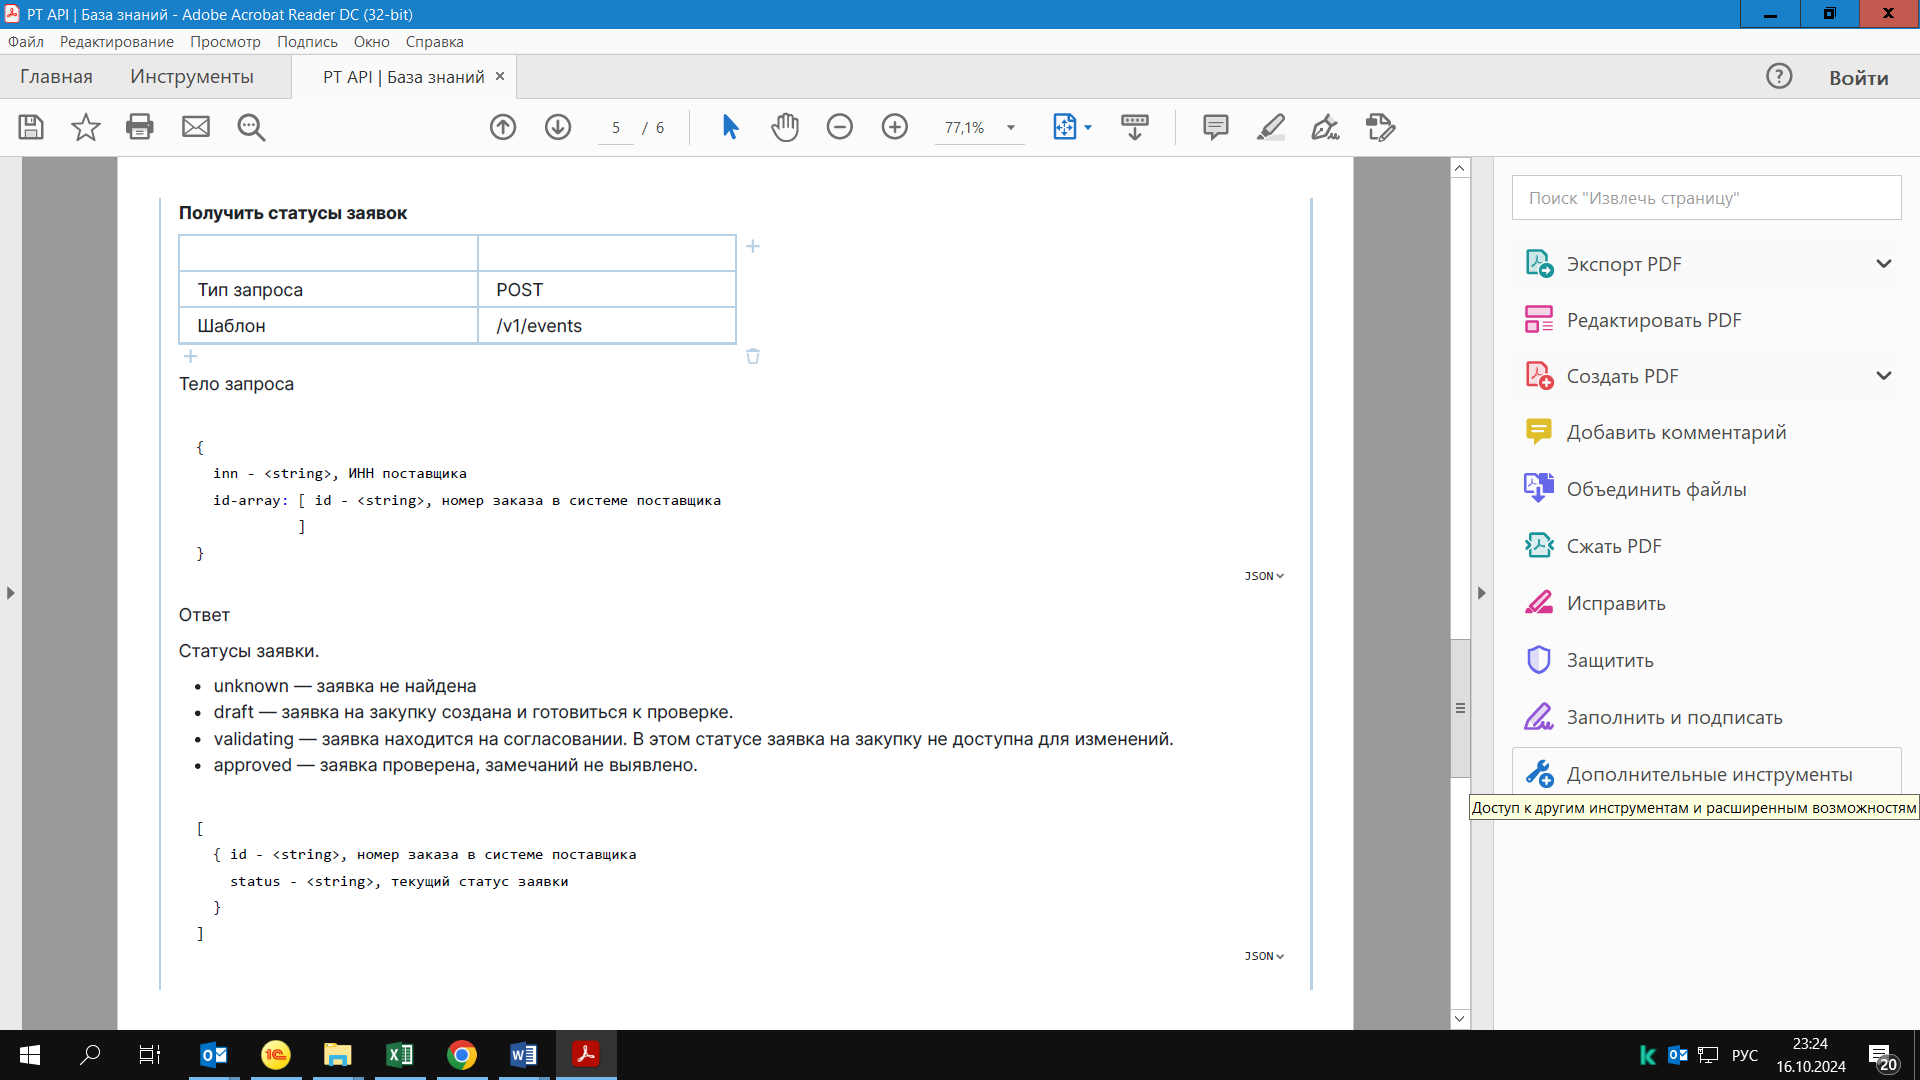 PT API | База знаний - Adobe Acrobat Reader DC (32-bit)
Файл Редактирование Просмотр Подпись Окно Справка
Главная Инструменты PT API | База знаний × ? Войти
5 / 6 77,1%
Поиск "Извлечь страницу"
Экспорт PDF
Редактировать PDF
Создать PDF
Добавить комментарий
Объединить файлы
Сжать PDF
Исправить
Защитить
Заполнить и подписать
Дополнительные инструменты
Доступ к другим инструментам и расширенным возможностям
Получить статусы заявок
Тип запроса POST
Шаблон /v1/events
Тело запроса
{
inn - <string>, ИНН поставщика
id-array: [ id - <string>, номер заказа в системе поставщика
]
}
JSON
Ответ
Статусы заявки.
• unknown — заявка не найдена
• draft — заявка на закупку создана и готовиться к проверке.
• validating — заявка находится на согласовании. В этом статусе заявка на закупку не доступна для изменений.
• approved — заявка проверена, замечаний не выявлено.
[
{ id - <string>, номер заказа в системе поставщика
status - <string>, текущий статус заявки
}
]
JSON
РУС
23:24
16.10.2024
20